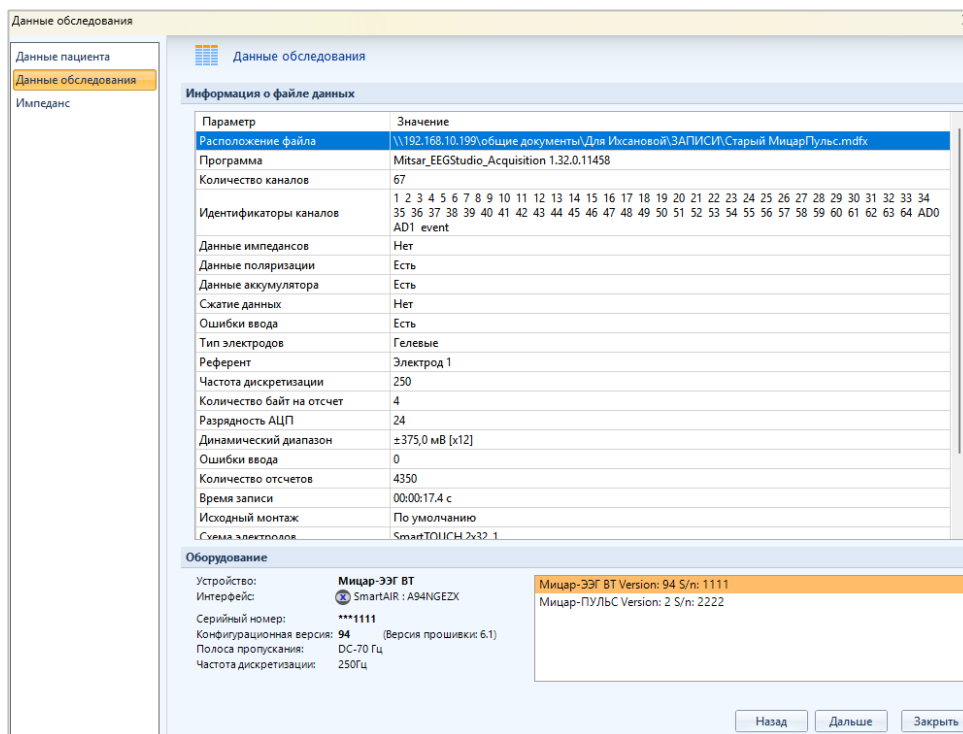 Данные обследования
Данные пациента
Данные обследования
Импеданс
Данные обследования
Информация о файле данных
Параметр Значение
Расположение файла \\192.168.10.199\общие документы\Для Ихсановой\ЗАПИСИ\Старый МицарПульс.mdfx
Программа Mitsar_EEGStudio_Acquisition 1.32.0.11458
Количество каналов 67
Идентификаторы каналов 1 2 3 4 5 6 7 8 9 10 11 12 13 14 15 16 17 18 19 20 21 22 23 24 25 26 27 28 29 30 31 32 33 34
35 36 37 38 39 40 41 42 43 44 45 46 47 48 49 50 51 52 53 54 55 56 57 58 59 60 61 62 63 64 AD0
AD1 event
Данные импедансов Нет
Данные поляризации Есть
Данные аккумулятора Есть
Сжатие данных Нет
Ошибки ввода Есть
Тип электродов Гелевые
Референт Электрод 1
Частота дискретизации 250
Количество байт на отсчет 4
Разрядность АЦП 24
Динамический диапазон ±375,0 мВ [x12]
Ошибки ввода 0
Количество отсчетов 4350
Время записи 00:00:17.4 с
Исходный монтаж По умолчанию
Схема электродов SmartTOUCH 2x32_1
Оборудование
Устройство: Мицар-ЭЭГ BT
Интерфейс: SmartAIR : A94NGEZX
Серийный номер: ***1111
Конфигурационная версия: 94 (Версия прошивки: 6.1)
Полоса пропускания: DC-70 Гц
Частота дискретизации: 250Гц
Мицар-ЭЭГ BT Version: 94 S/n: 1111
Мицар-ПУЛЬС Version: 2 S/n: 2222
Назад Дальше Закрыть